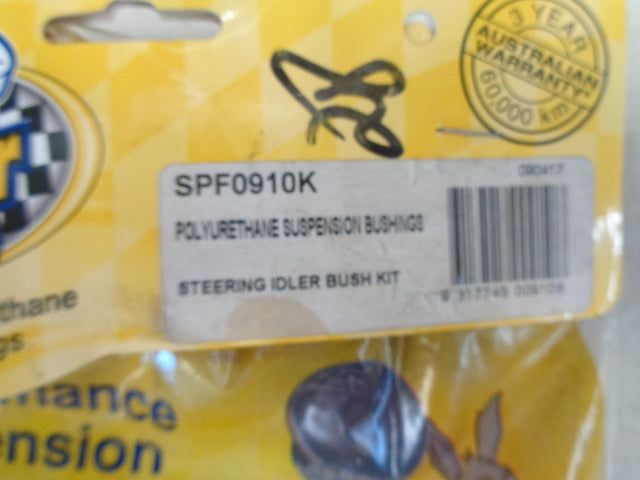 3 YEAR
AUSTRALIAN
WARRANTY*
60,000 km*
SPF0910K
090417
POLYURETHANE SUSPENSION BUSHINGS
STEERING IDLER BUSH KIT
r
thane
gs
mance
ension